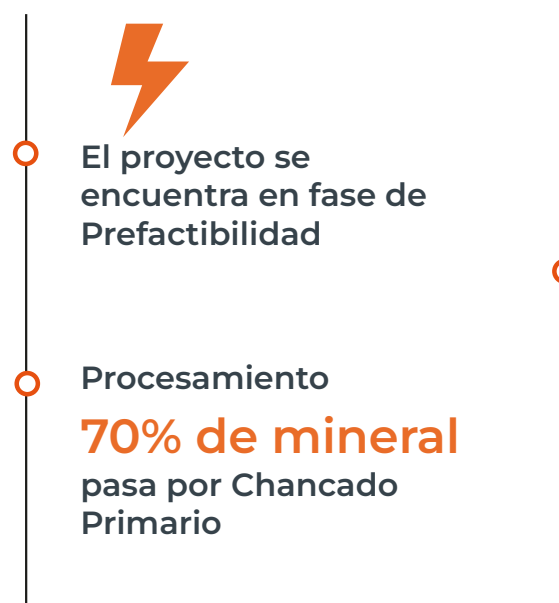 El proyecto se
encuentra en fase de
Prefactibilidad
Procesamiento
70% de mineral
pasa por Chancado
Primario